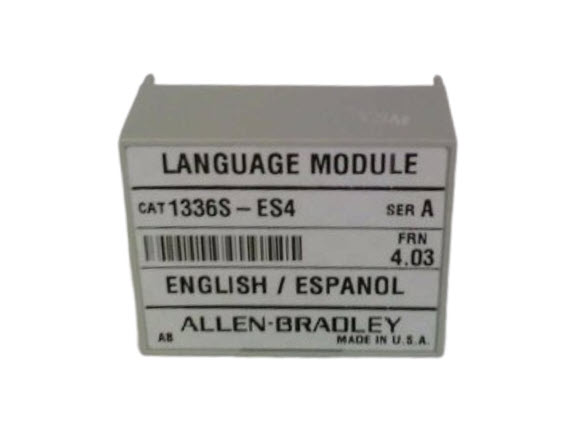 LANGUAGE MODULE
CAT 1336S-ES4 SER A
FRN
4.03
ENGLISH / ESPANOL
ALLEN-BRADLEY
AB MADE IN U.S.A.